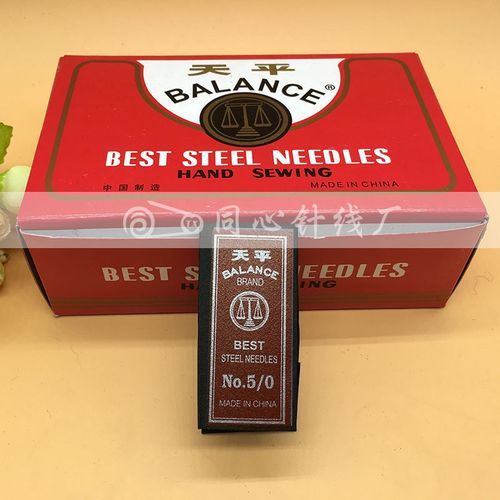 天平
BALANCE®
BEST STEEL NEEDLES
HAND SEWING
中国制造
MADE IN CHINA
同心针线厂
BEST STEEL NEEDLES
天平
BALANCE
BRAND
BEST
STEEL NEEDLES
No.5/0
MADE IN CHINA